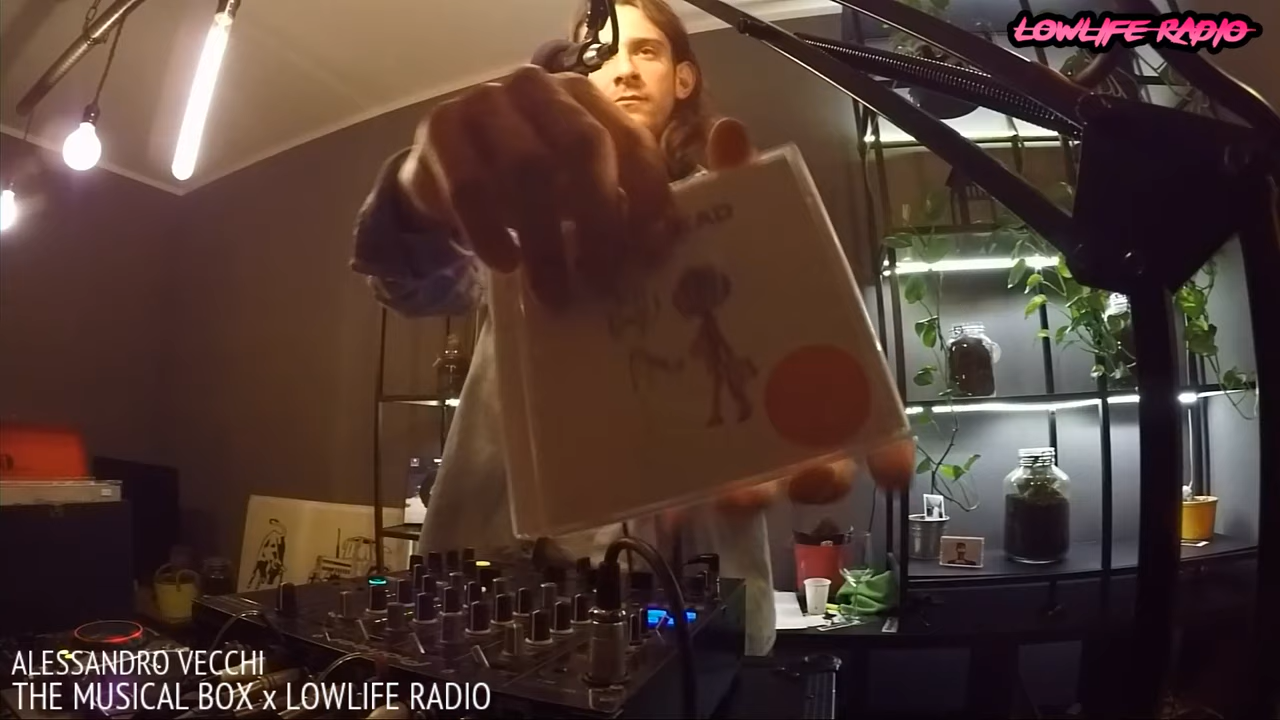 LOWLIFE RADIO
ALESSANDRO VECCHI
THE MUSICAL BOX x LOWLIFE RADIO